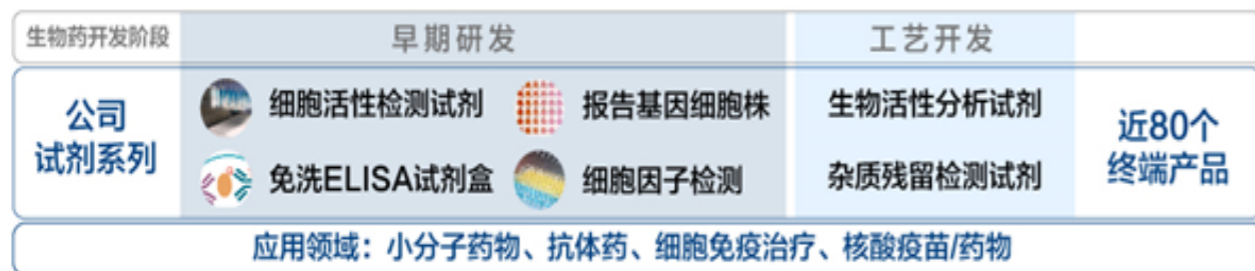 生物药开发阶段 早期研发 工艺开发
公司
试剂系列
细胞活性检测试剂 报告基因细胞株 生物活性分析试剂
免洗ELISA试剂盒 细胞因子检测 杂质残留检测试剂
近80个
终端产品
应用领域：小分子药物、抗体药、细胞免疫治疗、核酸疫苗/药物